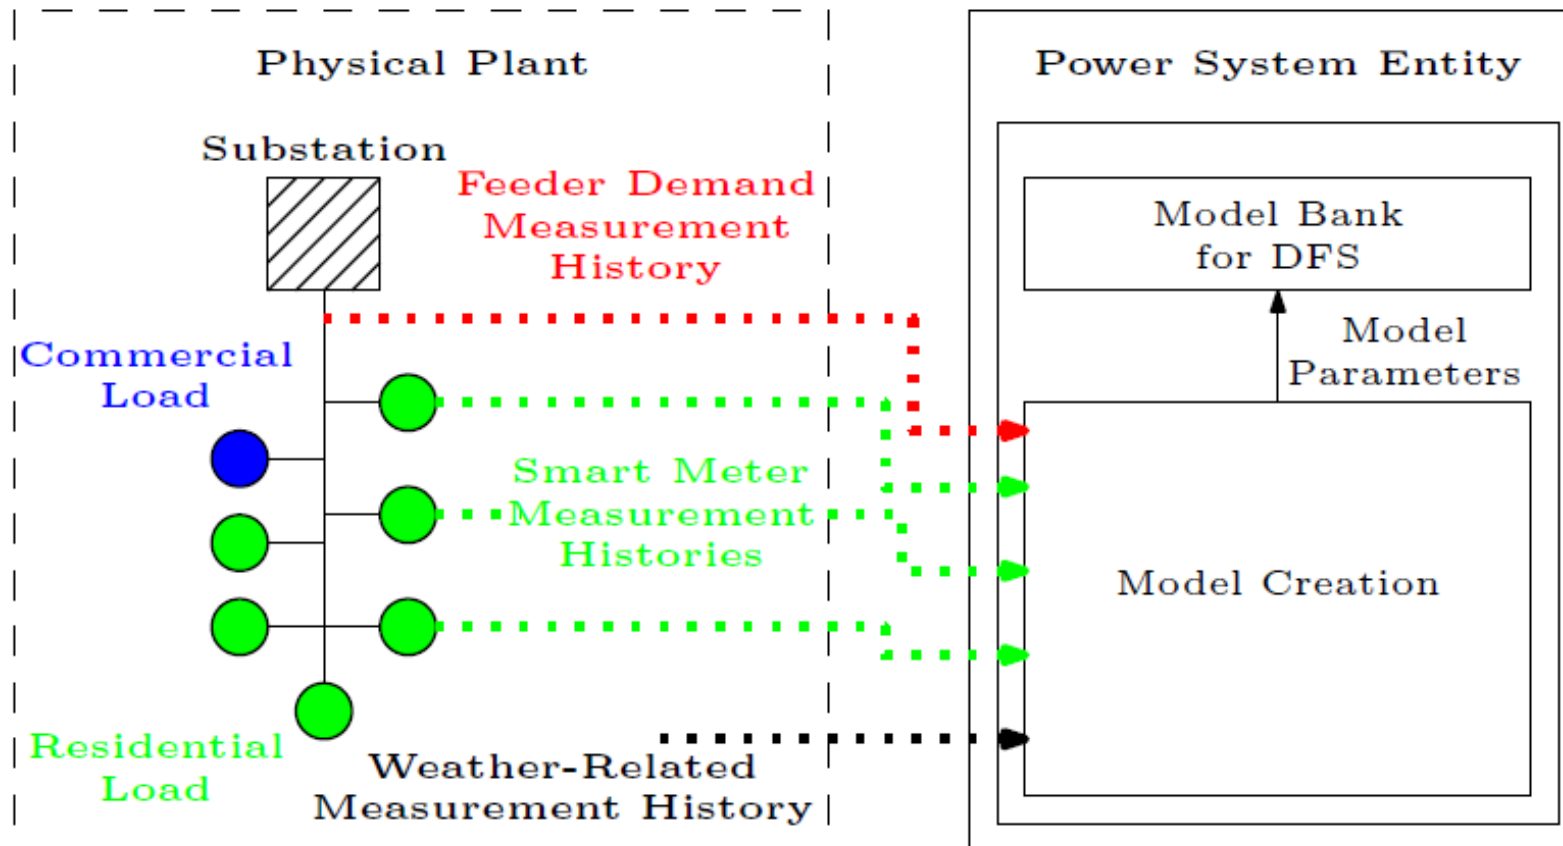 Physical Plant
Substation
Feeder Demand
Measurement
History
Commercial
Load
Smart Meter
Measurement
Histories
Residential
Load
Weather-Related
Measurement History
Power System Entity
Model Bank
for DFS
Model
Parameters
Model Creation